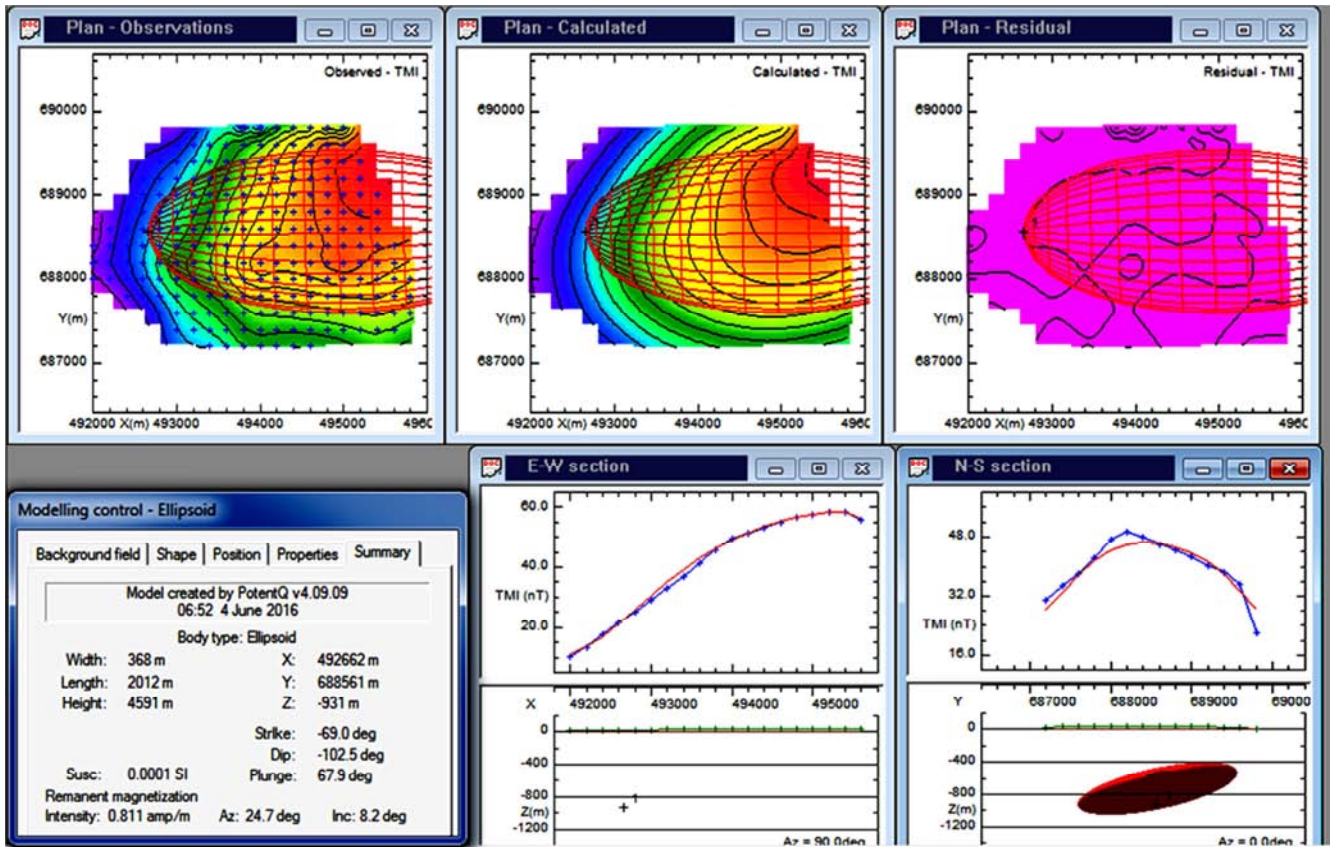 Plan - Observations
Observed - TMI
690000
689000
688000
Y(m)
687000
492000 X(m) 493000 494000 495000 496
Plan - Calculated
Calculated - TMI
690000
689000
688000
Y(m)
687000
492000 X(m) 493000 494000 495000 496
Plan - Residual
Residual - TMI
690000
689000
688000
Y(m)
687000
492000 X(m) 493000 494000 495000 496
Modelling control - Ellipsoid
Background field Shape Position Properties Summary
Model created by PotentQ v4.09.09
06:52 4 June 2016
Body type: Ellipsoid
Width: 368 m X: 492662 m
Length: 2012 m Y: 688561 m
Height: 4591 m Z: -931 m
Strike: -69.0 deg
Dip: -102.5 deg
Susc: 0.0001 SI Plunge: 67.9 deg
Remanent magnetization
Intensity: 0.811 amp/m Az: 24.7 deg Inc: 8.2 deg
E-W section
60.0
40.0
TMI (nT)
20.0
X 492000 493000 494000 495000
0
-400
-800
1
Z(m)
-1200
Az = 90.0deg
N-S section
48.0
32.0
TMI (nT)
16.0
Y 687000 688000 689000 69000
0
-400
-800
Z(m)
-1200
Az = 0.0deg